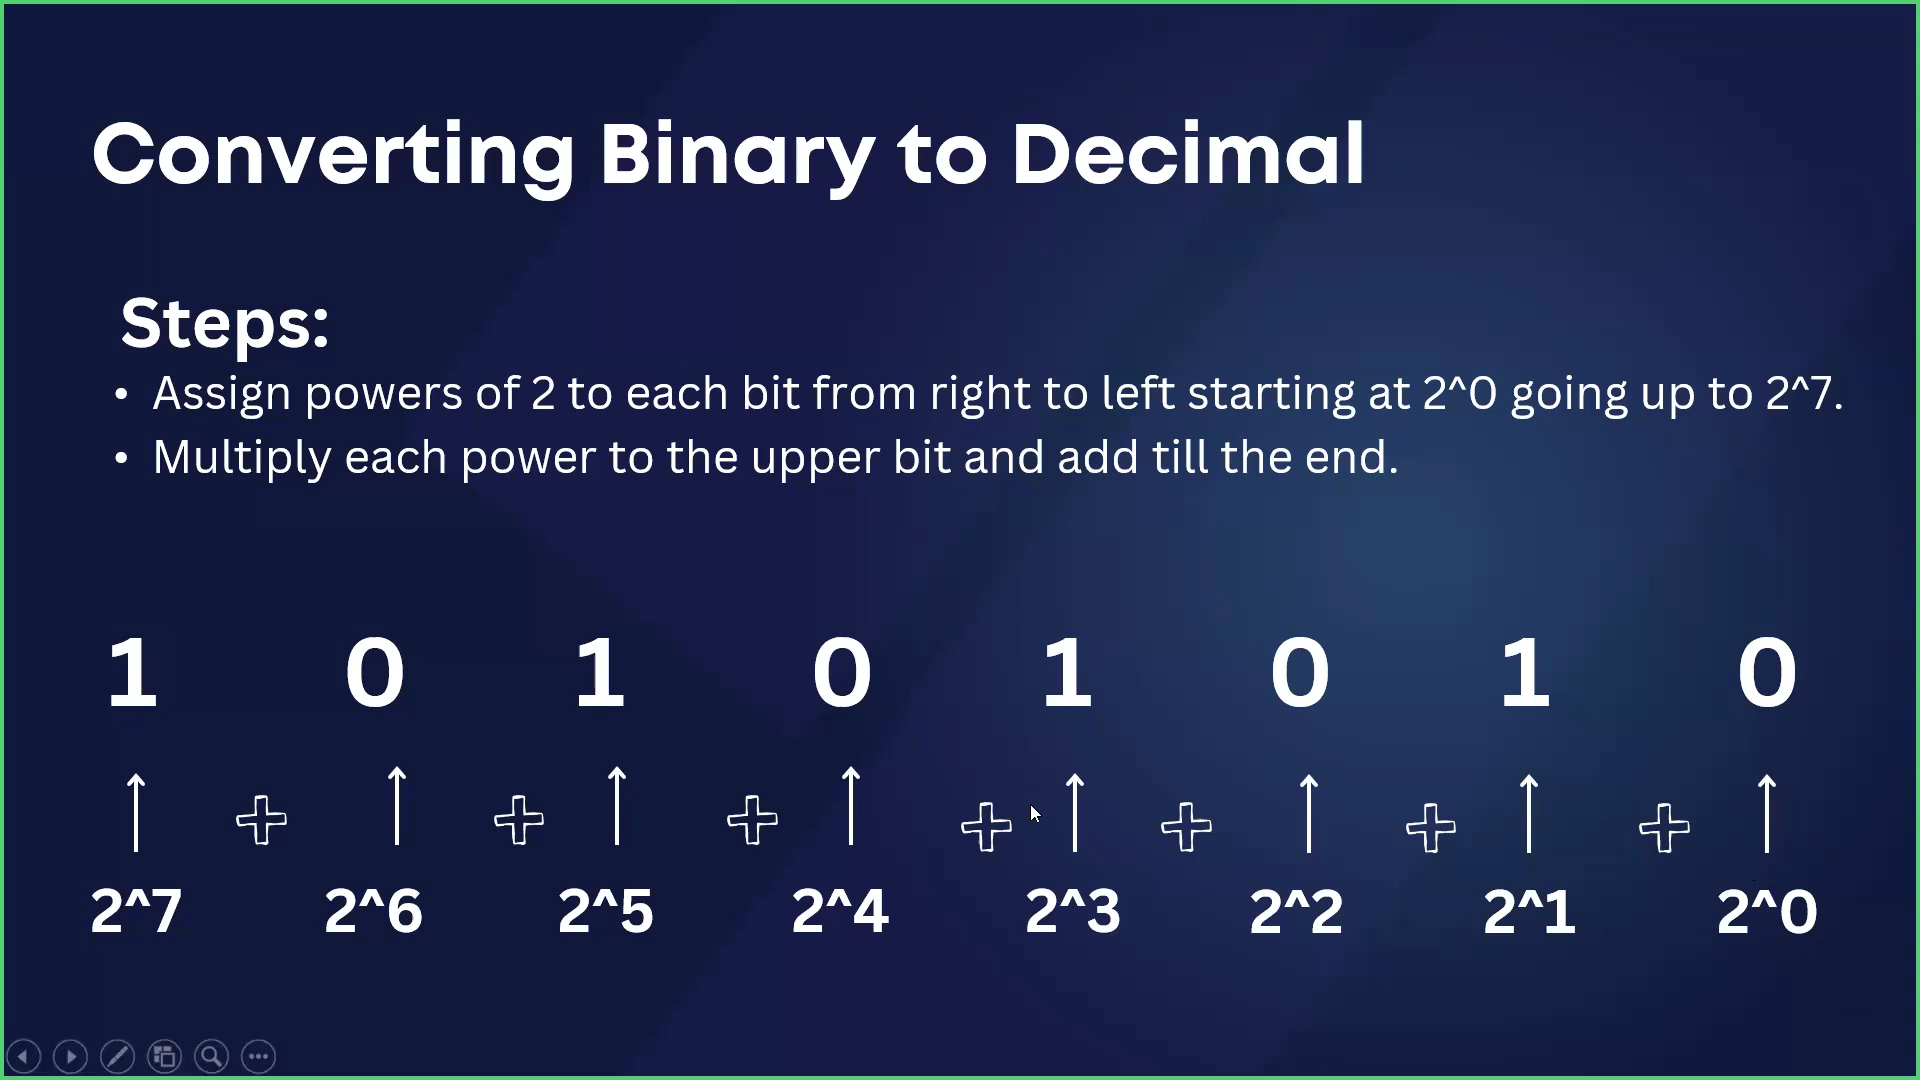 Converting Binary to Decimal
Steps:
• Assign powers of 2 to each bit from right to left starting at 2^0 going up to 2^7.
• Multiply each power to the upper bit and add till the end.
1 0 1 0 1 0 1 0
+ + + + + + +
2^7 2^6 2^5 2^4 2^3 2^2 2^1 2^0